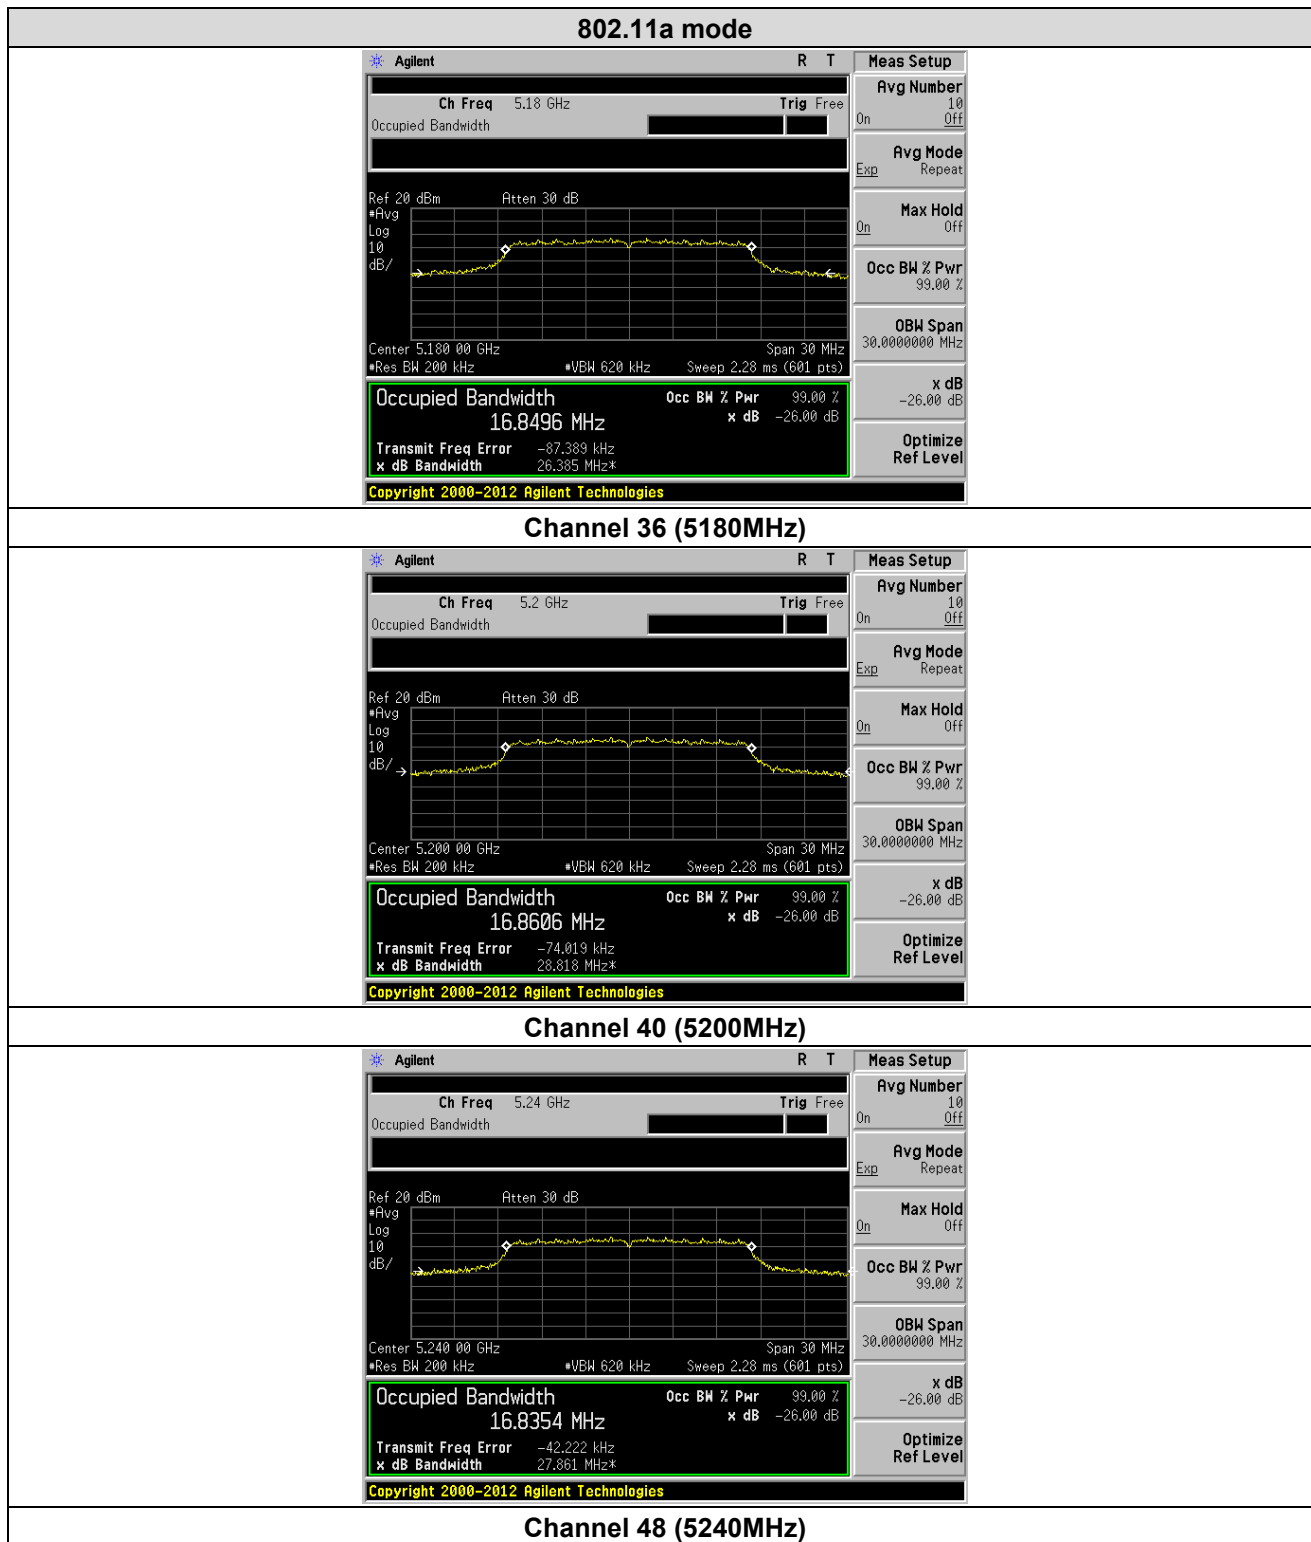 802.11a mode
Agilent R T Meas Setup
Ch Freq 5.18 GHz Trig Free
Occupied Bandwidth
Avg Number
10
On Off
Avg Mode
Exp Repeat
Max Hold
On Off
Occ BW % Pwr
99.00 %
OBW Span
30.0000000 MHz
x dB
-26.00 dB
Optimize
Ref Level
Ref 20 dBm Atten 30 dB
#Avg
Log
10
dB/
Center 5.180 00 GHz Span 30 MHz
#Res BW 200 kHz #VBW 620 kHz Sweep 2.28 ms (601 pts)
Occupied Bandwidth Occ BW % Pwr 99.00 %
16.8496 MHz x dB -26.00 dB
Transmit Freq Error -87.389 kHz
x dB Bandwidth 26.385 MHz*
Copyright 2000-2012 Agilent Technologies
Channel 36 (5180MHz)
Agilent R T Meas Setup
Ch Freq 5.2 GHz Trig Free
Occupied Bandwidth
Avg Number
10
On Off
Avg Mode
Exp Repeat
Max Hold
On Off
Occ BW % Pwr
99.00 %
OBW Span
30.0000000 MHz
x dB
-26.00 dB
Optimize
Ref Level
Ref 20 dBm Atten 30 dB
#Avg
Log
10
dB/
Center 5.200 00 GHz Span 30 MHz
#Res BW 200 kHz #VBW 620 kHz Sweep 2.28 ms (601 pts)
Occupied Bandwidth Occ BW % Pwr 99.00 %
16.8606 MHz x dB -26.00 dB
Transmit Freq Error -74.019 kHz
x dB Bandwidth 28.818 MHz*
Copyright 2000-2012 Agilent Technologies
Channel 40 (5200MHz)
Agilent R T Meas Setup
Ch Freq 5.24 GHz Trig Free
Occupied Bandwidth
Avg Number
10
On Off
Avg Mode
Exp Repeat
Max Hold
On Off
Occ BW % Pwr
99.00 %
OBW Span
30.0000000 MHz
x dB
-26.00 dB
Optimize
Ref Level
Ref 20 dBm Atten 30 dB
#Avg
Log
10
dB/
Center 5.240 00 GHz Span 30 MHz
#Res BW 200 kHz #VBW 620 kHz Sweep 2.28 ms (601 pts)
Occupied Bandwidth Occ BW % Pwr 99.00 %
16.8354 MHz x dB -26.00 dB
Transmit Freq Error -42.222 kHz
x dB Bandwidth 27.861 MHz*
Copyright 2000-2012 Agilent Technologies
Channel 48 (5240MHz)